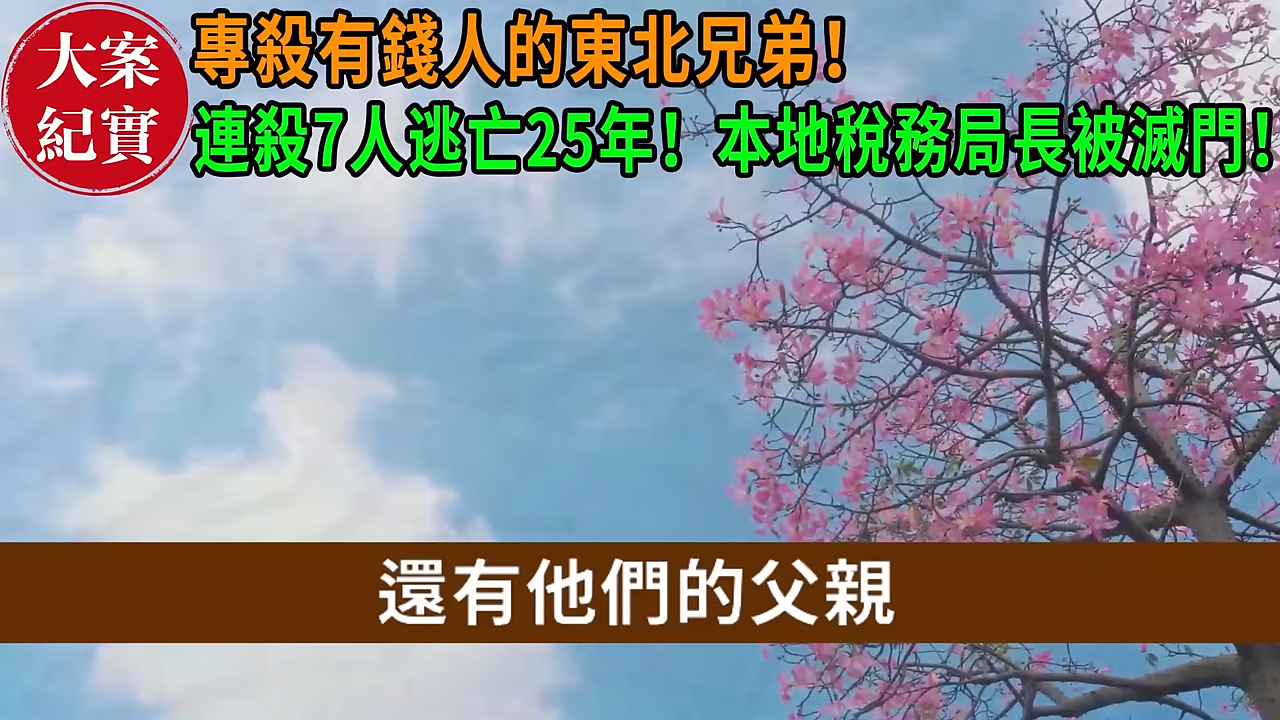 大案
紀實
專殺有錢人的東北兄弟！
連殺7人逃亡25年！本地稅務局長被滅門！
還有他們的父親